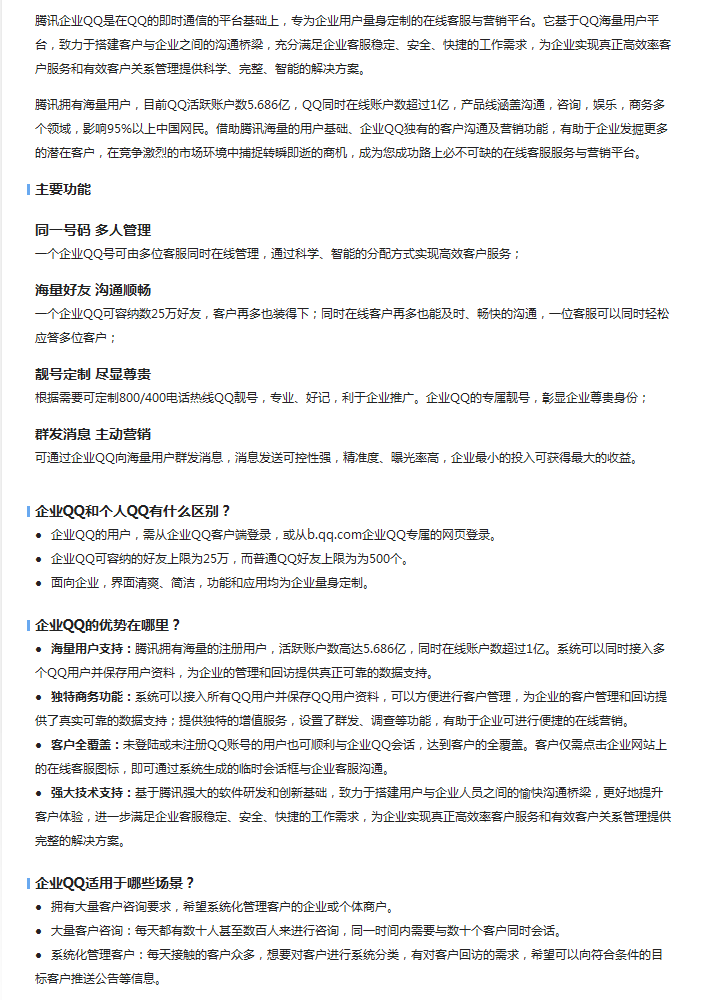 腾讯企业QQ是在QQ的即时通信的平台基础上，专为企业用户量身定制的在线客服与营销平台。它基于QQ海量用户平
台，致力于搭建客户与企业之间的沟通桥梁，充分满足企业客服稳定、安全、快捷的工作需求，为企业实现真正高效率客
户服务和有效客户关系管理提供科学、完整、智能的解决方案。
腾讯拥有海量用户，目前QQ活跃账户数5.686亿，QQ同时在线账户数超过1亿，产品线涵盖沟通，咨询，娱乐，商务多
个领域，影响95%以上中国网民。借助腾讯海量的用户基础、企业QQ独有的客户沟通及营销功能，有助于企业发掘更多
的潜在客户，在竞争激烈的市场环境中捕捉转瞬即逝的商机，成为您成功路上必不可缺的在线客服服务与营销平台。
主要功能
同一号码 多人管理
一个企业QQ号可由多位客服同时在线管理，通过科学、智能的分配方式实现高效客户服务；
海量好友 沟通顺畅
一个企业QQ可容纳数25万好友，客户再多也装得下；同时在线客户再多也能及时、畅快的沟通，一位客服可以同时轻松
应答多位客户；
靓号定制 尽显尊贵
根据需要可定制800/400电话热线QQ靓号，专业、好记，利于企业推广。企业QQ的专属靓号，彰显企业尊贵身份；
群发消息 主动营销
可通过企业QQ向海量用户群发消息，消息发送可控性强，精准度、曝光率高，企业最小的投入可获得最大的收益。
企业QQ和个人QQ有什么区别？
● 企业QQ的用户，需从企业QQ客户端登录，或从b.qq.com企业QQ专属的网页登录。
● 企业QQ可容纳的好友上限为25万，而普通QQ好友上限为为500个。
● 面向企业，界面清爽、简洁，功能和应用均为企业量身定制。
企业QQ的优势在哪里？
● 海量用户支持：腾讯拥有海量的注册用户，活跃账户数高达5.686亿，同时在线账户数超过1亿。系统可以同时接入多
个QQ用户并保存用户资料，为企业的管理和回访提供真正可靠的数据支持。
● 独特商务功能：系统可以接入所有QQ用户并保存QQ用户资料，可以方便进行客户管理，为企业的客户管理和回访提
供了真实可靠的数据支持；提供独特的增值服务，设置了群发、调查等功能，有助于企业可进行便捷的在线营销。
● 客户全覆盖：未登陆或未注册QQ账号的用户也可顺利与企业QQ会话，达到客户的全覆盖。客户仅需点击企业网站上
的在线客服图标，即可通过系统生成的临时会话框与企业客服沟通。
● 强大技术支持：基于腾讯强大的软件研发和创新基础，致力于搭建用户与企业人员之间的愉快沟通桥梁，更好地提升
客户体验，进一步满足企业客服稳定、安全、快捷的工作需求，为企业实现真正高效率客户服务和有效客户关系管理提供
完整的解决方案。
企业QQ适用于哪些场景？
● 拥有大量客户咨询要求，希望系统化管理客户的企业或个体商户。
● 大量客户咨询：每天都有数十人甚至数百人来进行咨询，同一时间内需要与数十个客户同时会话。
● 系统化管理客户：每天接触的客户众多，想要对客户进行系统分类，有对客户回访的需求，希望可以向符合条件的目
标客户推送公告等信息。